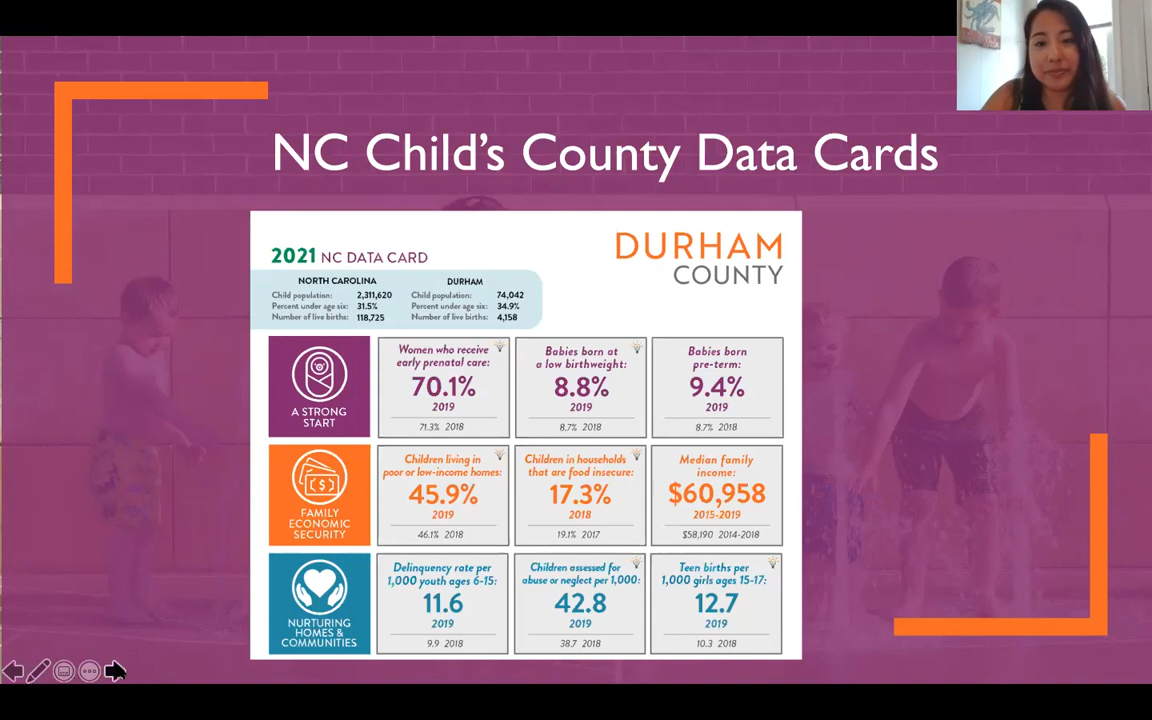 NC Child's County Data Cards
2021 NC DATA CARD
DURHAM
COUNTY
NORTH CAROLINA
Child population: 2,311,620
Percent under age six: 31.5%
Number of live births: 118,725
DURHAM
Child population: 74,042
Percent under age six: 34.9%
Number of live births: 4,158
A STRONG
START
Women who receive
early prenatal care:
70.1%
2019
71.3% 2018
Babies born at
a low birthweight:
8.8%
2019
8.7% 2018
Babies born
pre-term:
9.4%
2019
8.7% 2018
FAMILY
ECONOMIC
SECURITY
Children living in
poor or low-income homes:
45.9%
2019
46.1% 2018
Children in households
that are food insecure:
17.3%
2018
19.1% 2017
Median family
income:
$60,958
2015-2019
$58,190 2014-2018
NURTURING
HOMES &
COMMUNITIES
Delinquency rate per
1,000 youth ages 6-15:
11.6
2019
9.9 2018
Children assessed for
abuse or neglect per 1,000:
42.8
2019
38.7 2018
Teen births per
1,000 girls ages 15-17:
12.7
2019
10.3 2018